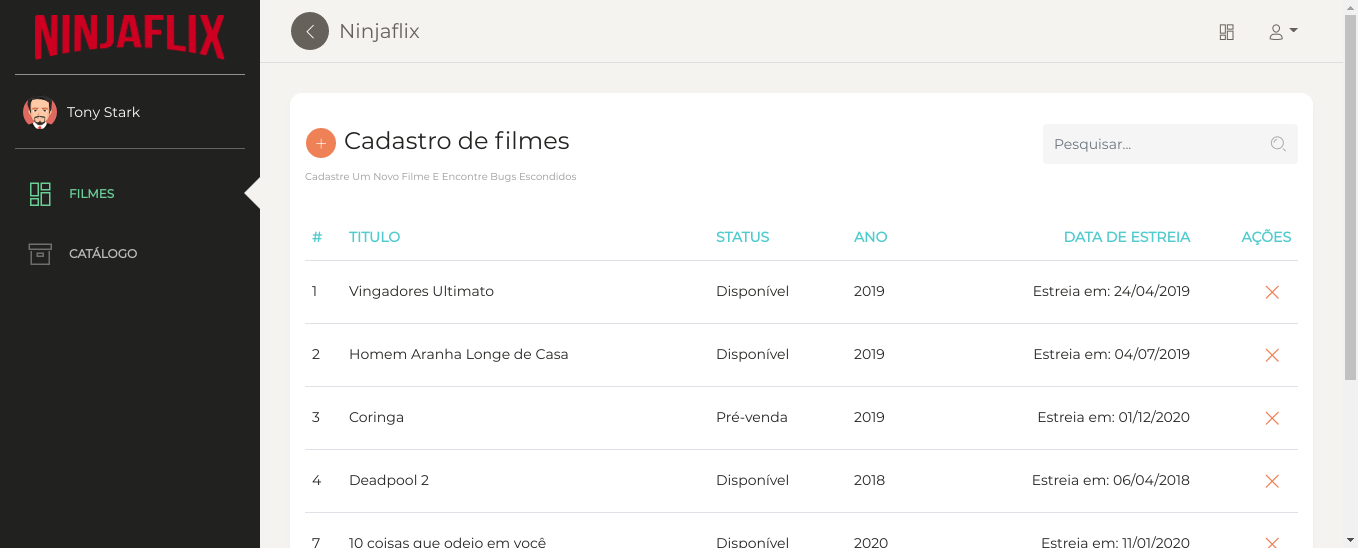 NINJAFLIX
Ninjaflix
Tony Stark
FILMES
CATÁLOGO
Cadastro de filmes
Pesquisar...
Cadastre Um Novo Filme E Encontre Bugs Escondidos
# TITULO STATUS ANO DATA DE ESTREIA AÇÕES
1 Vingadores Ultimato Disponível 2019 Estreia em: 24/04/2019
2 Homem Aranha Longe de Casa Disponível 2019 Estreia em: 04/07/2019
3 Coringa Pré-venda 2019 Estreia em: 01/12/2020
4 Deadpool 2 Disponível 2018 Estreia em: 06/04/2018
7 10 coisas que odeio em você Disponível 2020 Estreia em: 11/01/2020